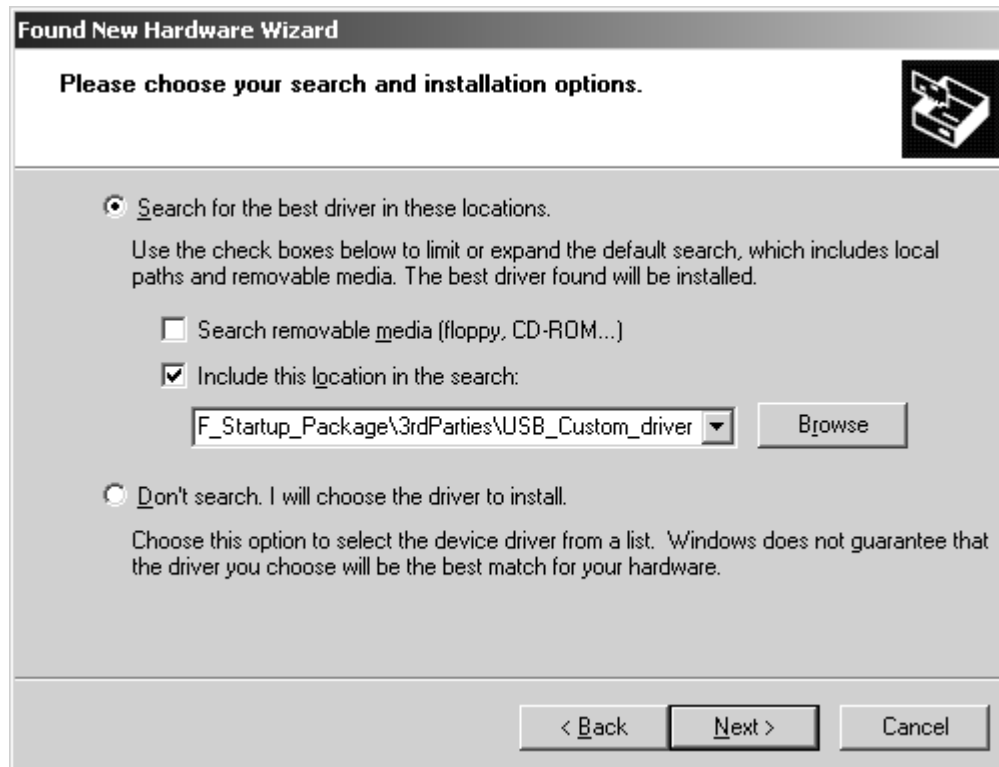 Found New Hardware Wizard
Please choose your search and installation options.
Search for the best driver in these locations.
Use the check boxes below to limit or expand the default search, which includes local
paths and removable media. The best driver found will be installed.
Search removable media (floppy, CD-ROM...)
Include this location in the search:
F_Startup_Package\3rdParties\USB_Custom_driver
Browse
Don't search. I will choose the driver to install.
Choose this option to select the device driver from a list.  Windows does not guarantee that
the driver you choose will be the best match for your hardware.
< Back
Next >
Cancel